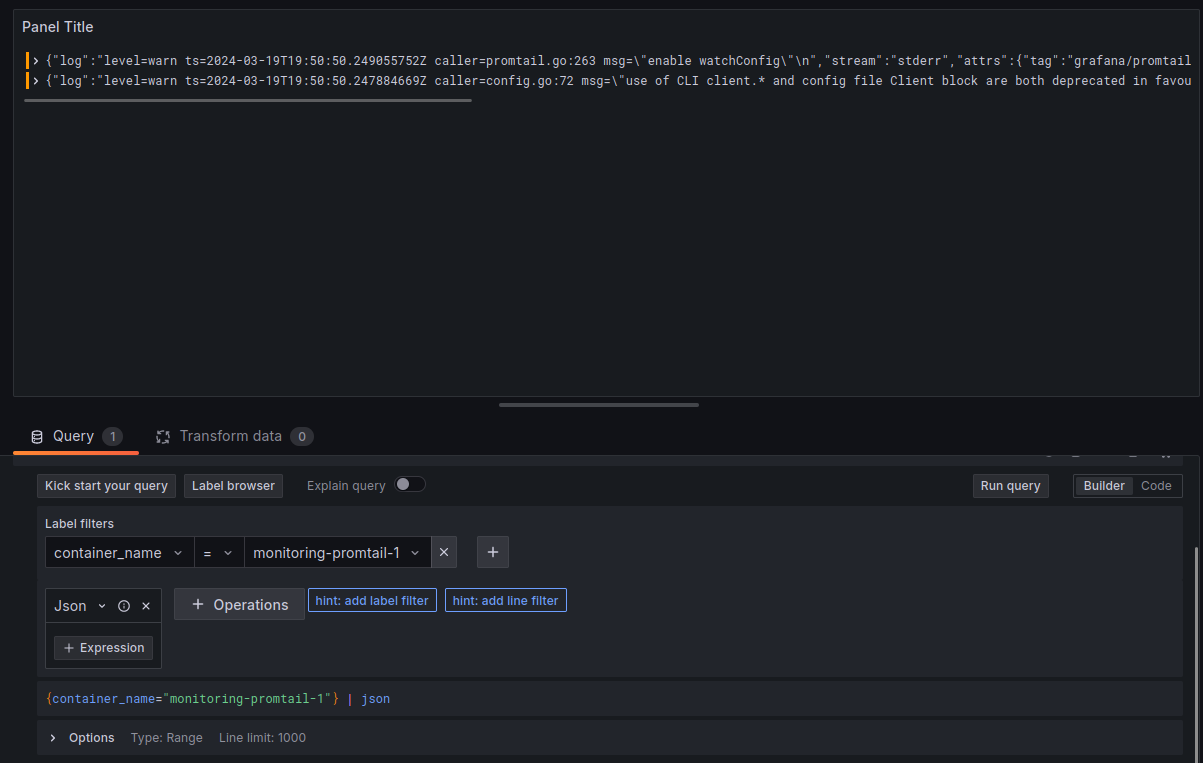 Panel Title
{"log":"level=warn ts=2024-03-19T19:50:50.249055752Z caller=promtail.go:263 msg=\"enable watchConfig\"\n","stream":"stderr","attrs":{"tag":"grafana/promtail
{"log":"level=warn ts=2024-03-19T19:50:50.247884669Z caller=config.go:72 msg=\"use of CLI client.* and config file Client block are both deprecated in favou
Query 1 Transform data 0
Kick start your query Label browser Explain query Run query Builder Code
Label filters
container_name = monitoring-promtail-1
Json + Operations hint: add label filter hint: add line filter
+ Expression
{container_name="monitoring-promtail-1"} | json
Options Type: Range Line limit: 1000